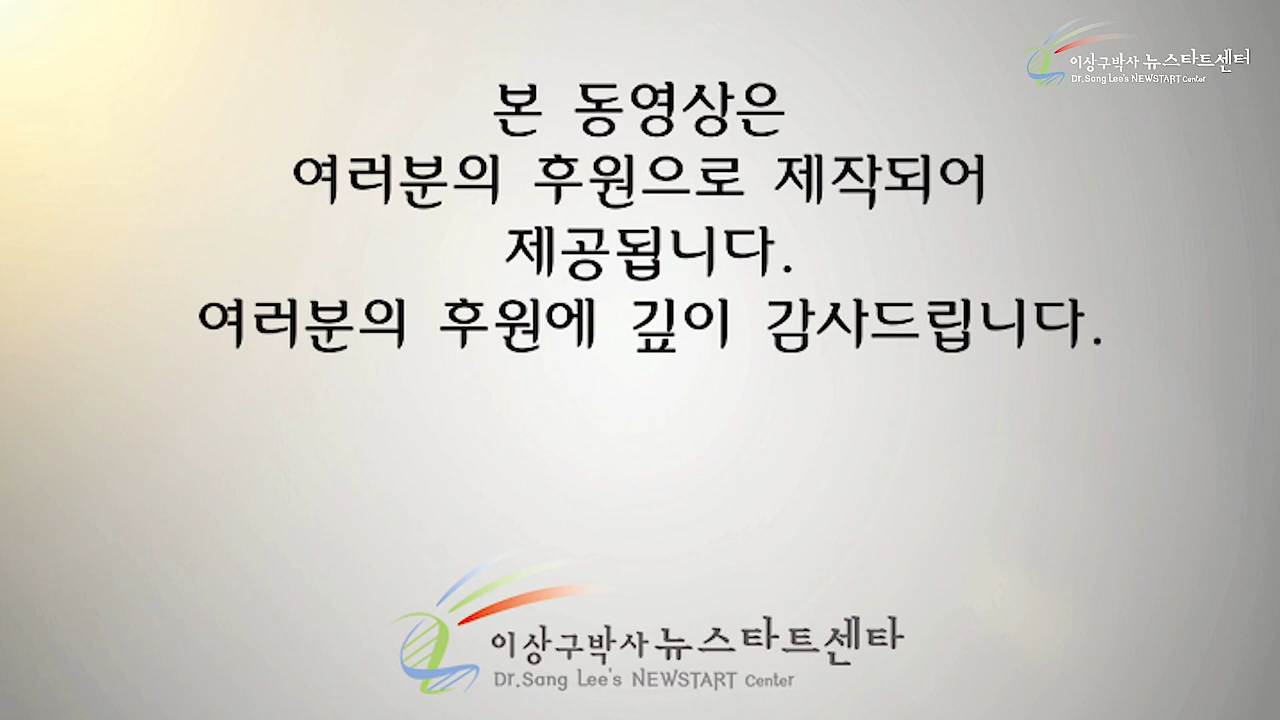 이상구박사 뉴스타트센터
Dr.Sang Lee's NEWSTART Center
본 동영상은
여러분의 후원으로 제작되어
제공됩니다.
여러분의 후원에 깊이 감사드립니다.
이상구박사 뉴스타트센타
Dr.Sang Lee's NEWSTART Center